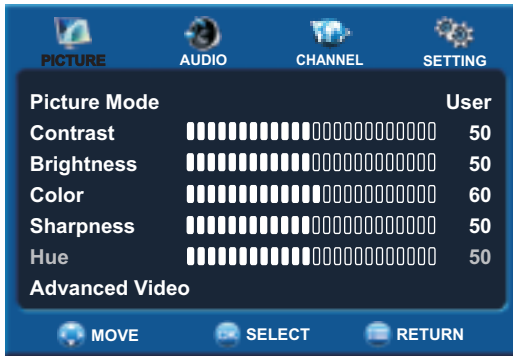 PICTURE AUDIO CHANNEL SETTING
Picture Mode User
Contrast 50
Brightness 50
Color 60
Sharpness 50
Hue 50
Advanced Video
MOVE SELECT RETURN